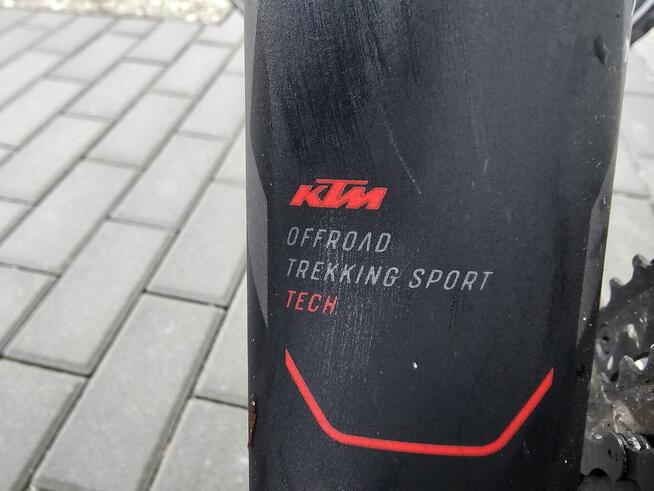 KTM
OFFROAD
TREKKING SPORT
TECH